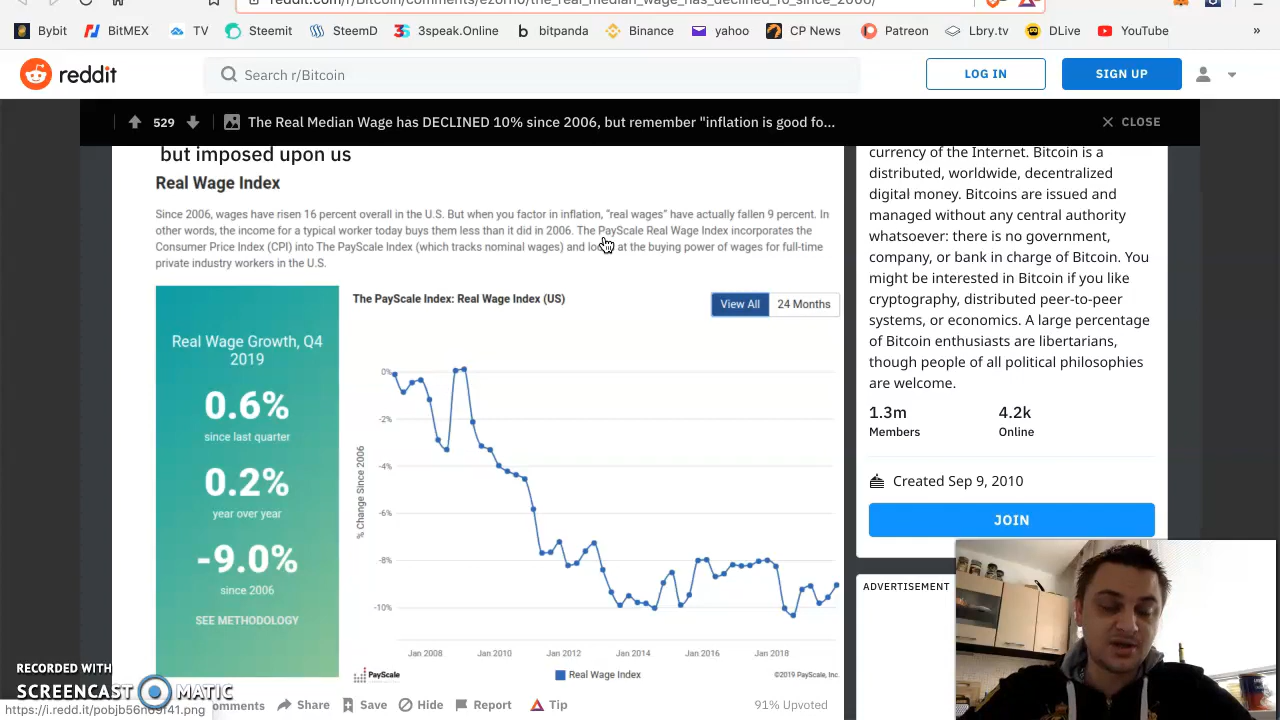 reddit.com/r/Bitcoin/comments/ezorno/the_real_median_wage_has_declined_10_since_2006/
Bybit BitMEX TV Steemit SteemD 3speak.Online bitpanda Binance yahoo CP News Patreon Lbry.tv DLive YouTube »
reddit Search r/Bitcoin LOG IN SIGN UP
529 The Real Median Wage has DECLINED 10% since 2006, but remember "inflation is good fo... CLOSE
but imposed upon us
Real Wage Index
Since 2006, wages have risen 16 percent overall in the U.S. But when you factor in inflation, "real wages" have actually fallen 9 percent. In
other words, the income for a typical worker today buys them less than it did in 2006. The PayScale Real Wage Index incorporates the
Consumer Price Index (CPI) into The PayScale Index (which tracks nominal wages) and at the buying power of wages for full-time
private industry workers in the U.S.
Real Wage Growth, Q4
2019
0.6%
since last quarter
0.2%
year over year
-9.0%
since 2006
SEE METHODOLOGY
The PayScale Index: Real Wage Index (US)
View All 24 Months
% Change Since 2006
0%
-2%
-4%
-6%
-8%
-10%
Jan 2008 Jan 2010 Jan 2012 Jan 2014 Jan 2016 Jan 2018
PayScale Real Wage Index ©2019 PayScale, Inc.
omments Share Save Hide Report Tip 91% Upvoted
currency of the Internet. Bitcoin is a
distributed, worldwide, decentralized
digital money. Bitcoins are issued and
managed without any central authority
whatsoever: there is no government,
company, or bank in charge of Bitcoin. You
might be interested in Bitcoin if you like
cryptography, distributed peer-to-peer
systems, or economics. A large percentage
of Bitcoin enthusiasts are libertarians,
though people of all political philosophies
are welcome.
1.3m 4.2k
Members Online
Created Sep 9, 2010
JOIN
ADVERTISEMENT
RECORDED WITH
SCREENCAST MATIC